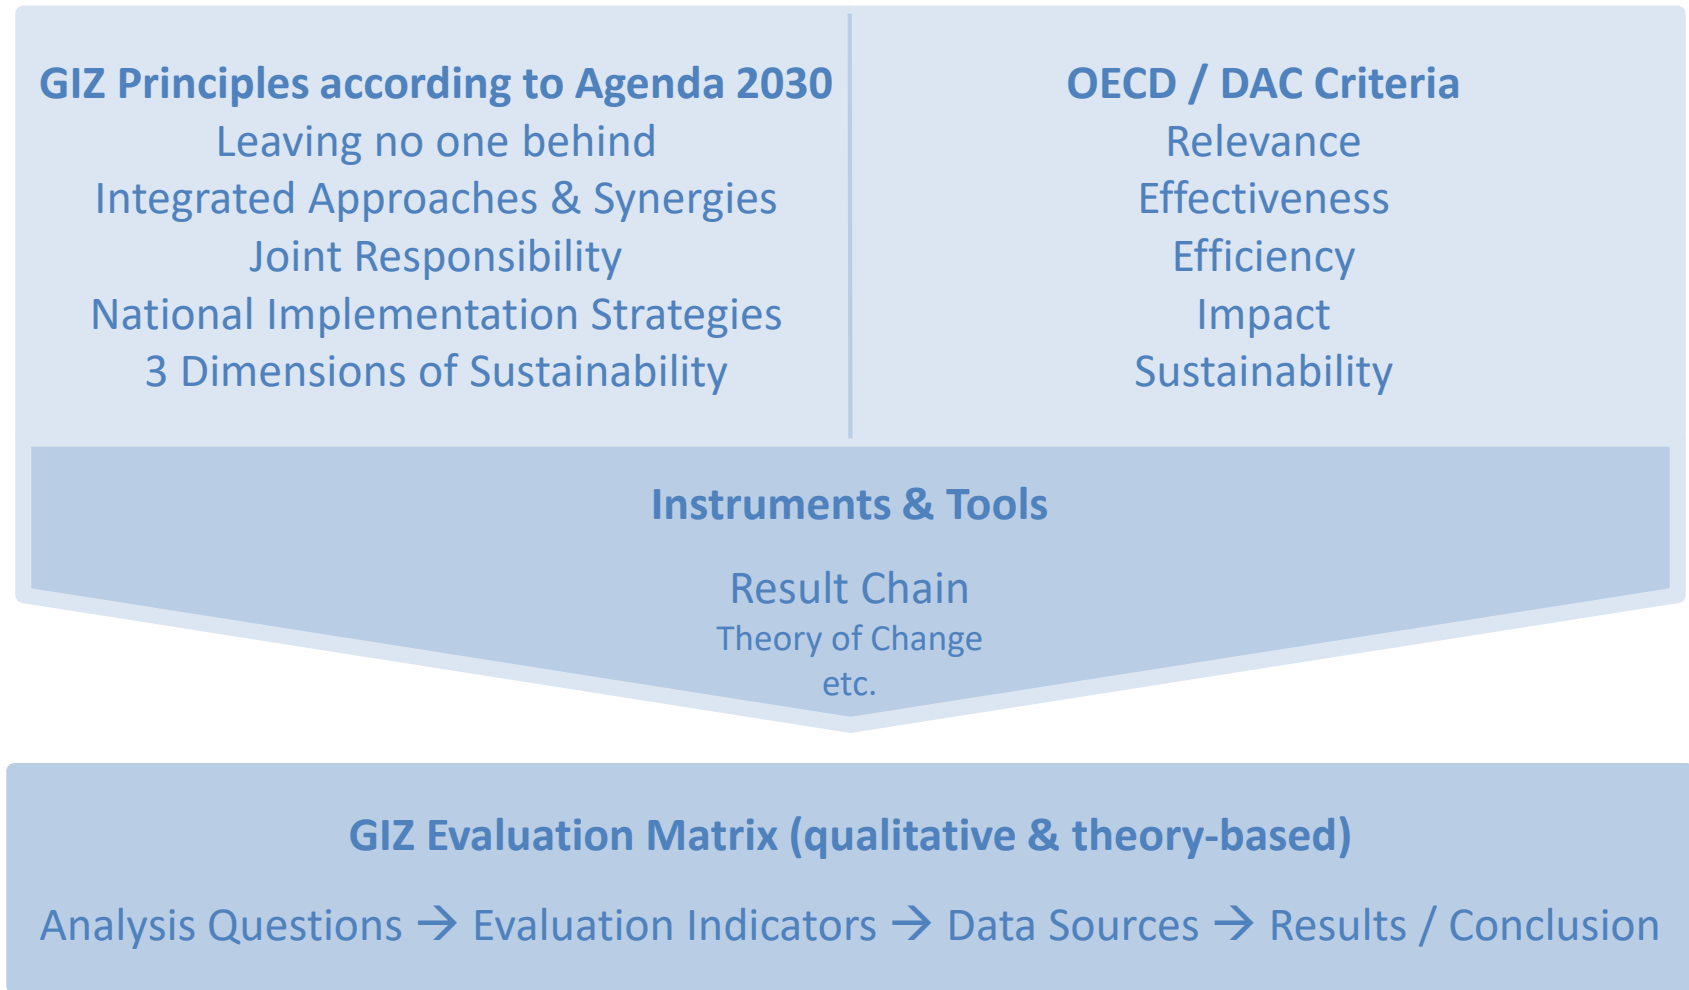 GIZ Principles according to Agenda 2030
Leaving no one behind
Integrated Approaches & Synergies
Joint Responsibility
National Implementation Strategies
3 Dimensions of Sustainability
OECD / DAC Criteria
Relevance
Effectiveness
Efficiency
Impact
Sustainability
Instruments & Tools
Result Chain
Theory of Change
etc.
GIZ Evaluation Matrix (qualitative & theory-based)
Analysis Questions → Evaluation Indicators → Data Sources → Results / Conclusion